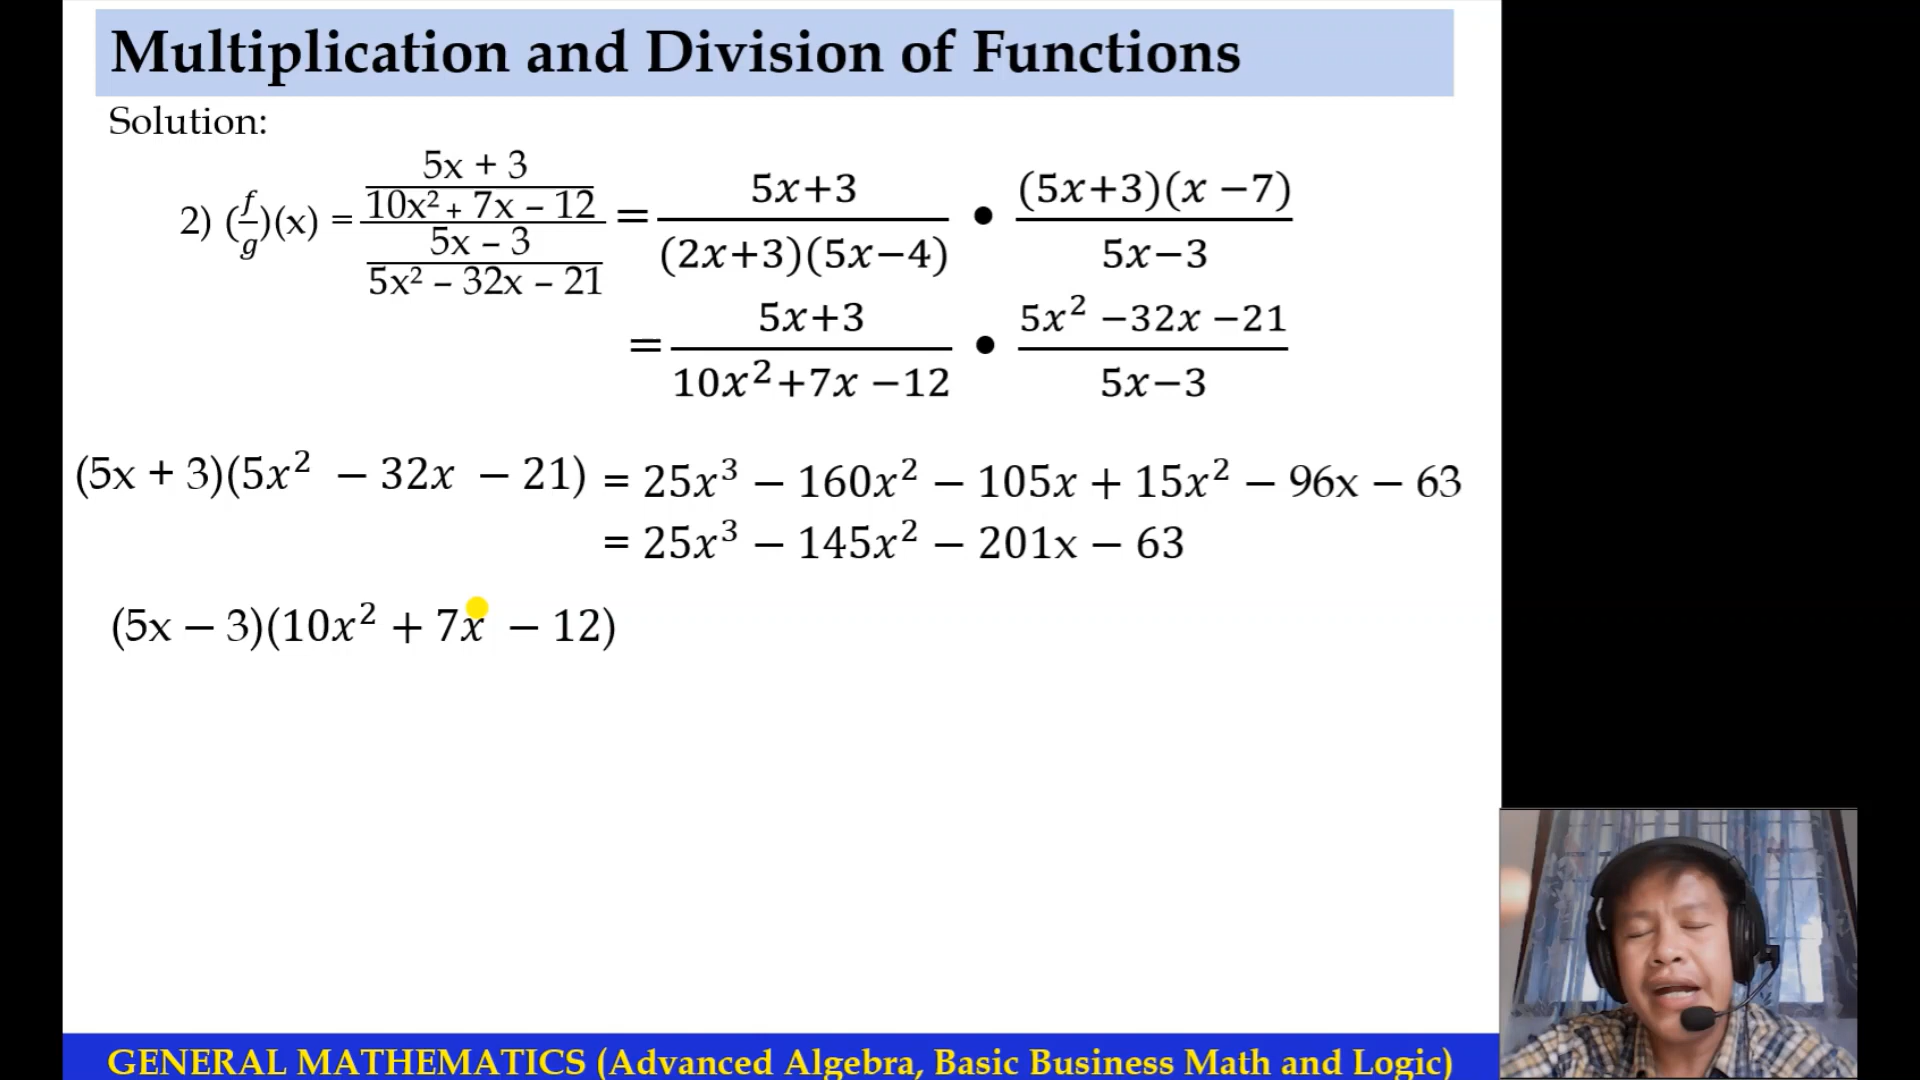 Multiplication and Division of Functions
Solution:
2) (f/g)(x) = (5x + 3)/(10x² + 7x – 12) / (5x – 3)/(5x² – 32x – 21) = (5x+3)/((2x+3)(5x−4)) • ((5x+3)(x −7))/(5x−3)
= (5x+3)/(10x²+7x −12) • (5x² −32x −21)/(5x−3)
(5x + 3)(5x² − 32x − 21) = 25x³ − 160x² − 105x + 15x² − 96x − 63
= 25x³ − 145x² − 201x − 63
(5x − 3)(10x² + 7x − 12)
GENERAL MATHEMATICS (Advanced Algebra, Basic Business Math and Logic)